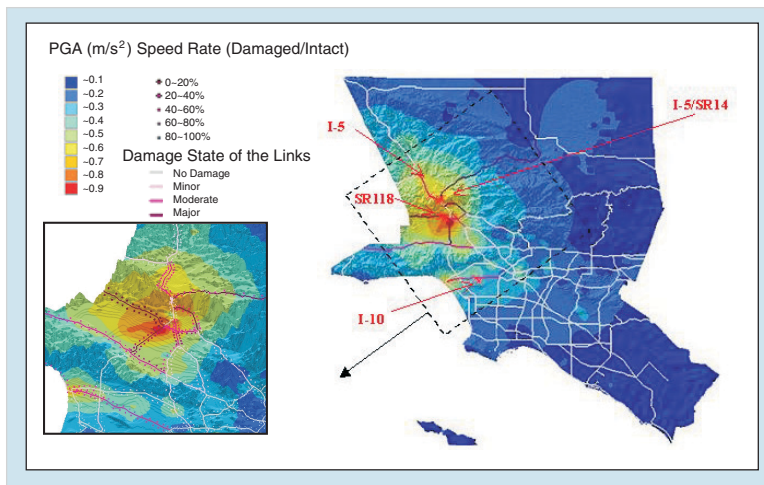 PGA (m/s²) Speed Rate (Damaged/Intact)
~0.1
~0.2
~0.3
~0.4
~0.5
~0.6
~0.7
~0.8
~0.9
0~20%
20~40%
40~60%
60~80%
80~100%
Damage State of the Links
No Damage
Minor
Moderate
Major
I-5
I-5/SR14
SR118
I-10